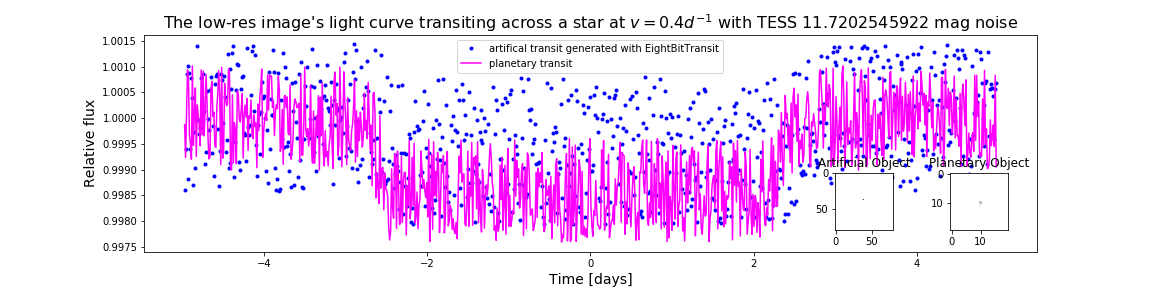 The low-res image's light curve transiting across a star at v = 0.4d⁻¹ with TESS 11.7202545922 mag noise
artifical transit generated with EightBitTransit
planetary transit
Relative flux
1.0015
1.0010
1.0005
1.0000
0.9995
0.9990
0.9985
0.9980
0.9975
Artificial Object
Planetary Object
0
50
0 50
0
10
0 10
−4 −2 0 2 4
Time [days]